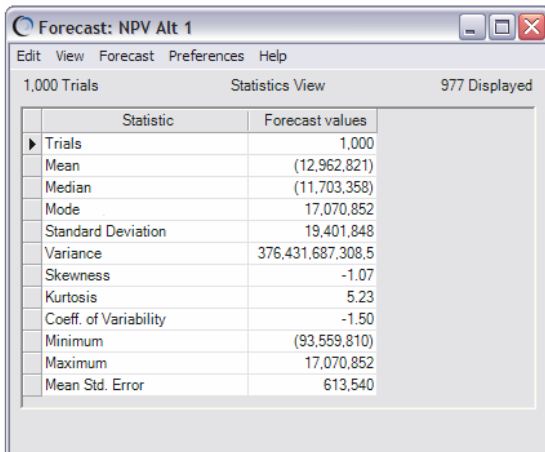 Forecast: NPV Alt 1
Edit View Forecast Preferences Help
1,000 Trials Statistics View 977 Displayed
Statistic Forecast values
Trials 1,000
Mean (12,962,821)
Median (11,703,358)
Mode 17,070,852
Standard Deviation 19,401,848
Variance 376,431,687,308,5
Skewness -1.07
Kurtosis 5.23
Coeff. of Variability -1.50
Minimum (93,559,810)
Maximum 17,070,852
Mean Std. Error 613,540